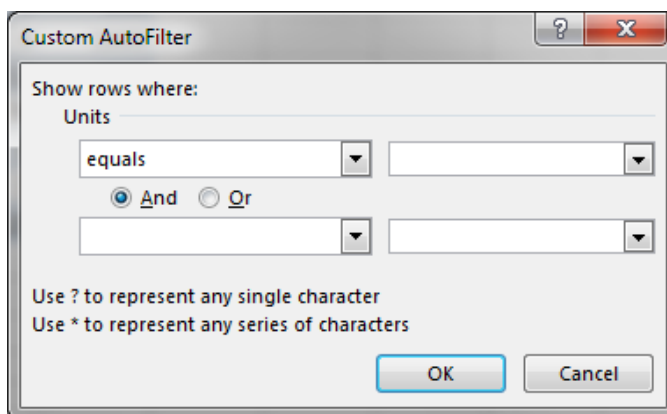 Custom AutoFilter
Show rows where:
Units
equals
And Or
Use ? to represent any single character
Use * to represent any series of characters
OK Cancel